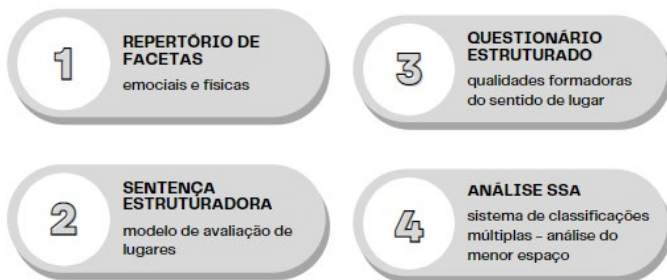 1
REPERTÓRIO DE
FACETAS
emociais e físicas
2
SENTENÇA
ESTRUTURADORA
modelo de avaliação de
lugares
3
QUESTIONÁRIO
ESTRUTURADO
qualidades formadoras
do sentido de lugar
4
ANÁLISE SSA
sistema de classificações
múltiplas - análise do
menor espaço